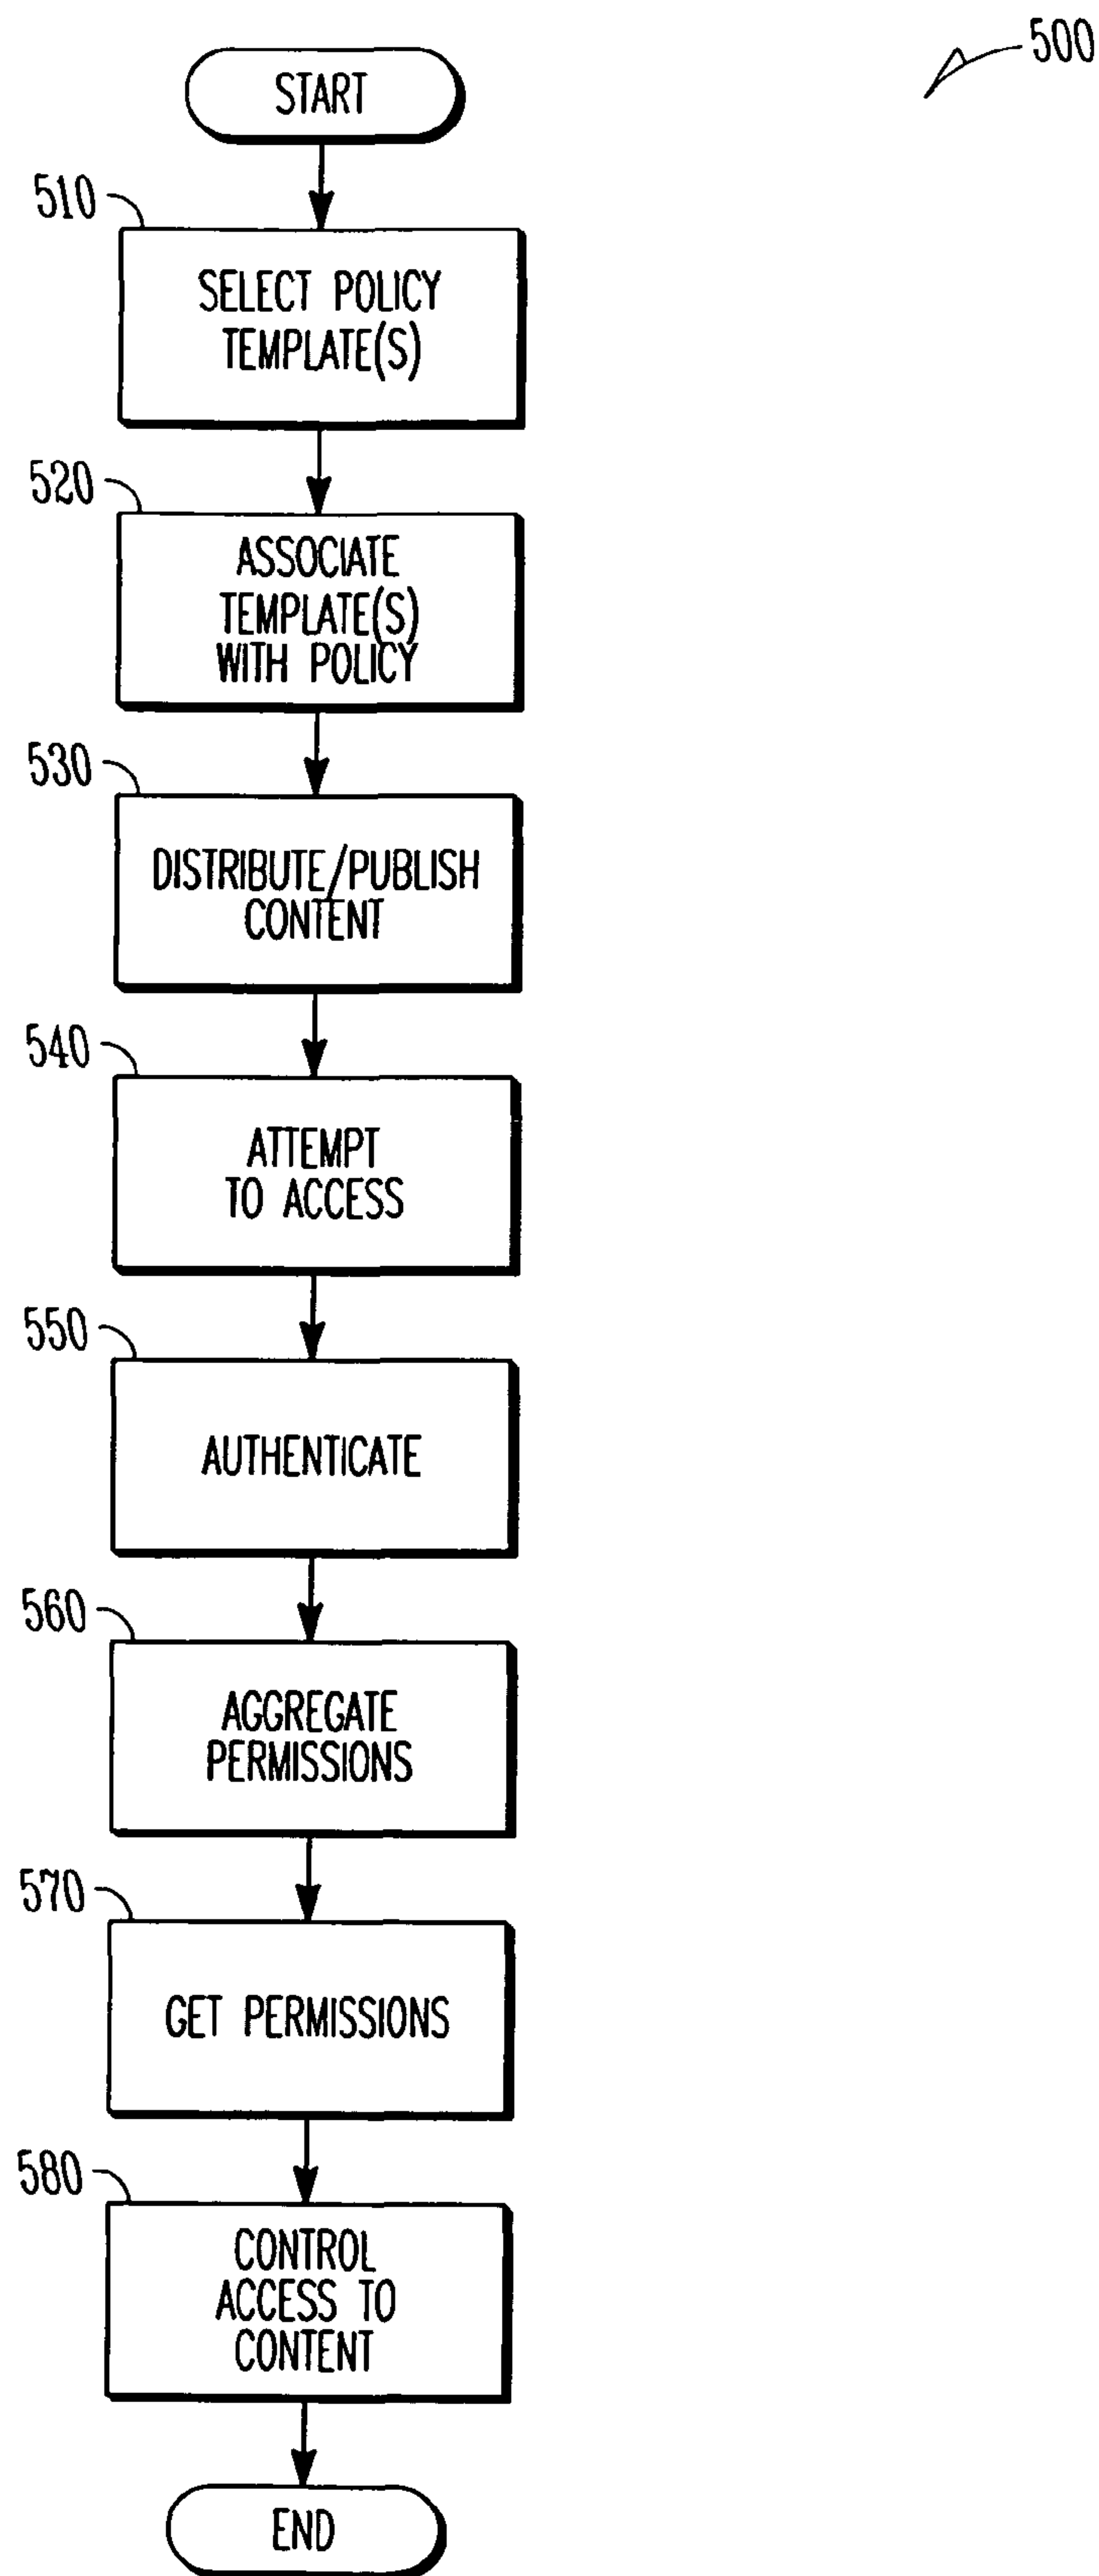 500
START
510
SELECT POLICY
TEMPLATE(S)
520
ASSOCIATE
TEMPLATE(S)
WITH POLICY
530
DISTRIBUTE/PUBLISH
CONTENT
540
ATTEMPT
TO ACCESS
550
AUTHENTICATE
560
AGGREGATE
PERMISSIONS
570
GET PERMISSIONS
580
CONTROL
ACCESS TO
CONTENT
END